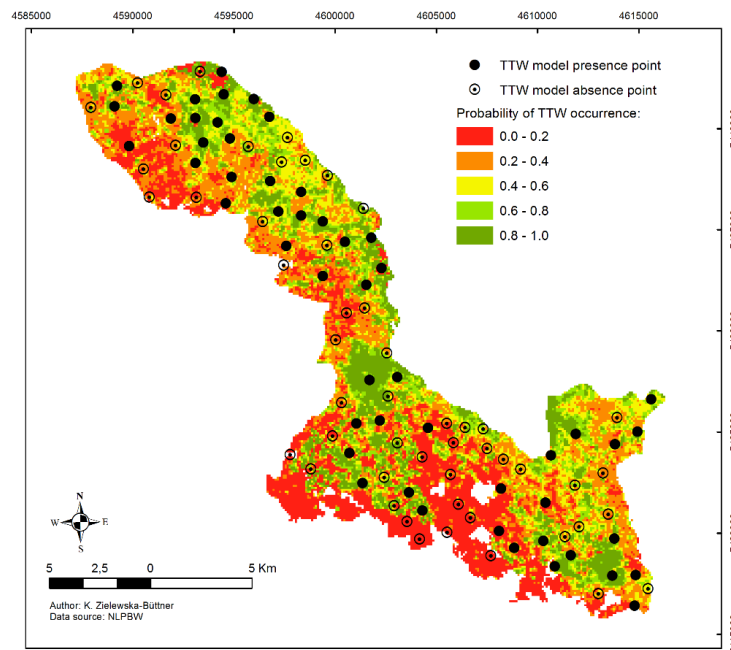 4585000 4590000 4595000 4600000 4605000 4610000 4615000
TTW model presence point
TTW model absence point
Probability of TTW occurrence:
0.0 - 0.2
0.2 - 0.4
0.4 - 0.6
0.6 - 0.8
0.8 - 1.0
N
W E
S
5 2,5 0 5 Km
Author: K. Zielewska-Büttner
Data source: NLPBW